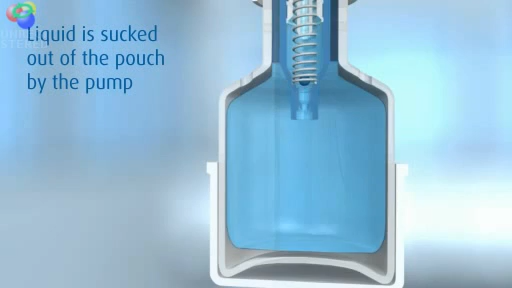 Liquid is sucked
out of the pouch
by the pump